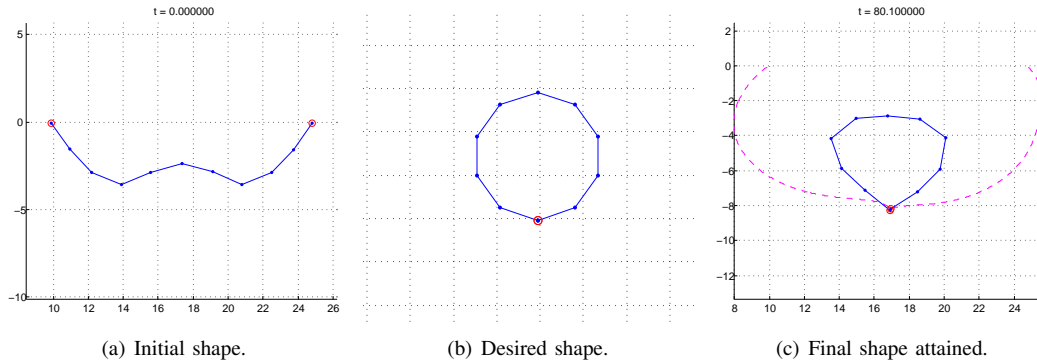 t = 0.000000
5
0
−5
−10
10 12 14 16 18 20 22 24 26
(a) Initial shape.
(b) Desired shape.
t = 80.100000
2
0
−2
−4
−6
−8
−10
−12
8 10 12 14 16 18 20 22 24
(c) Final shape attained.